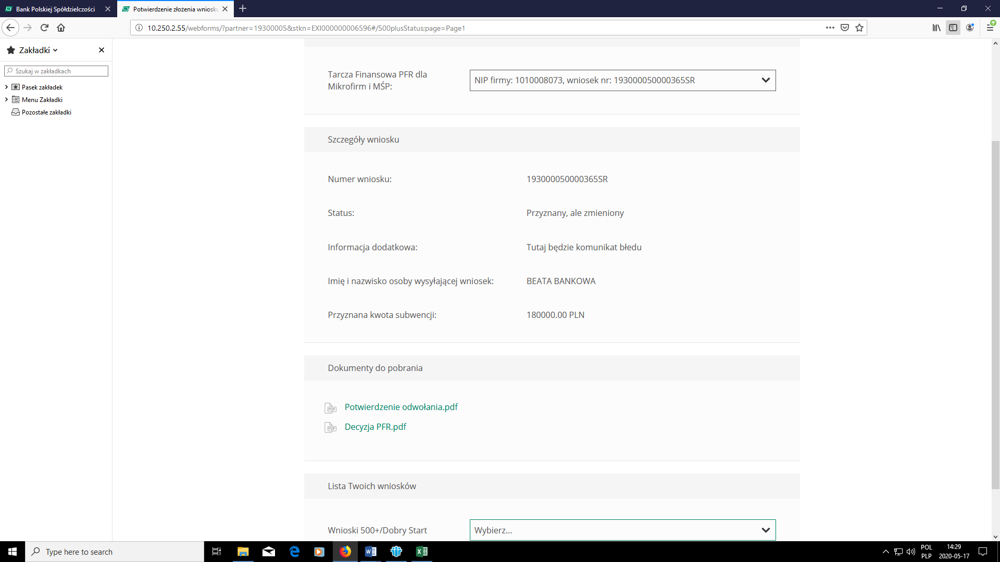 Bank Polskiej Spółdzielczości
Potwierdzenie złożenia wniosku
10.250.2.55/webforms/?partner=19300005&stkn=EXI000000006596#/500plusStatus;page=Page1
Zakładki
Szukaj w zakładkach
Pasek zakładek
Menu Zakładki
Pozostałe zakładki
Tarcza Finansowa PFR dla
Mikrofirm i MŚP:
NIP firmy: 1010008073, wniosek nr: 193000050000365SR
Szczegóły wniosku
Numer wniosku: 193000050000365SR
Status: Przyznany, ale zmieniony
Informacja dodatkowa: Tutaj będzie komunikat błedu
Imię i nazwisko osoby wysyłającej wniosek: BEATA BANKOWA
Przyznana kwota subwencji: 180000.00 PLN
Dokumenty do pobrania
PDF Potwierdzenie odwołania.pdf
PDF Decyzja PFR.pdf
Lista Twoich wniosków
Wnioski 500+/Dobry Start Wybierz...
Type here to search
POL
PLP
14:29
2020-05-17